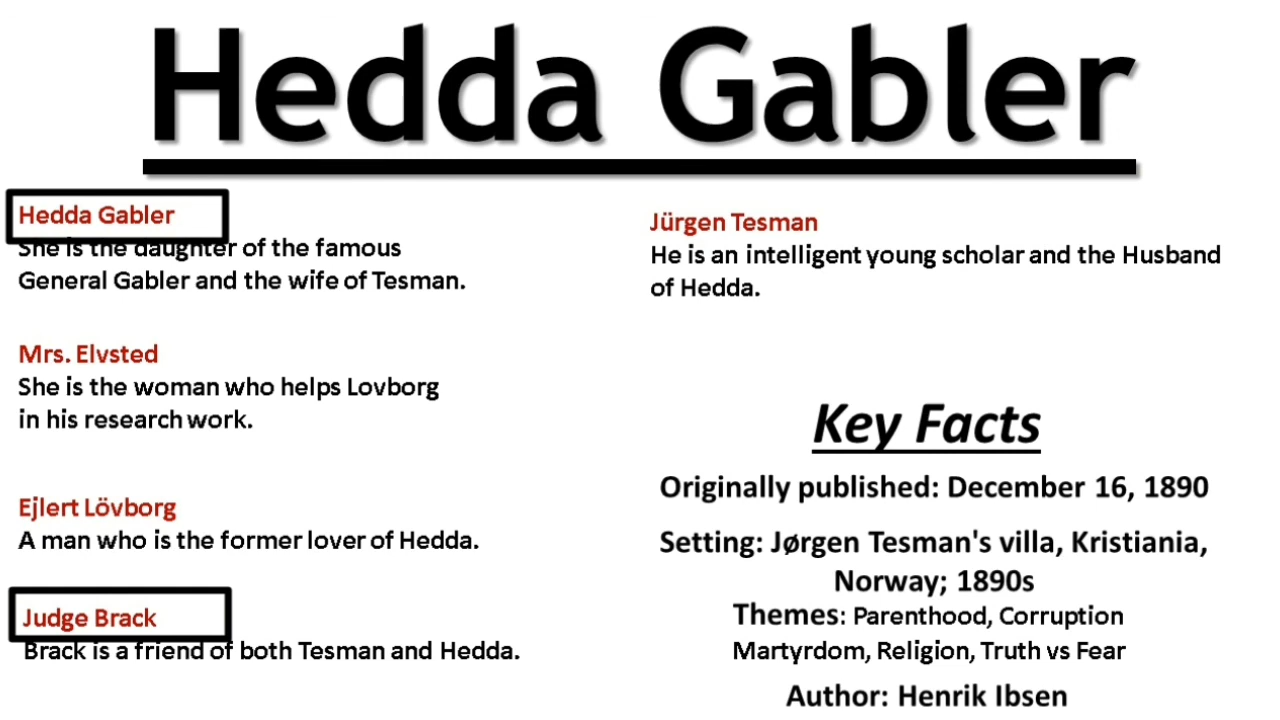 Hedda Gabler
Hedda Gabler
She is the daughter of the famous
General Gabler and the wife of Tesman.
Mrs. Elvsted
She is the woman who helps Lovborg
in his research work.
Ejlert Lövborg
A man who is the former lover of Hedda.
Judge Brack
Brack is a friend of both Tesman and Hedda.
Jürgen Tesman
He is an intelligent young scholar and the Husband
of Hedda.
Key Facts
Originally published: December 16, 1890
Setting: Jørgen Tesman's villa, Kristiania,
Norway; 1890s
Themes: Parenthood, Corruption
Martyrdom, Religion, Truth vs Fear
Author: Henrik Ibsen